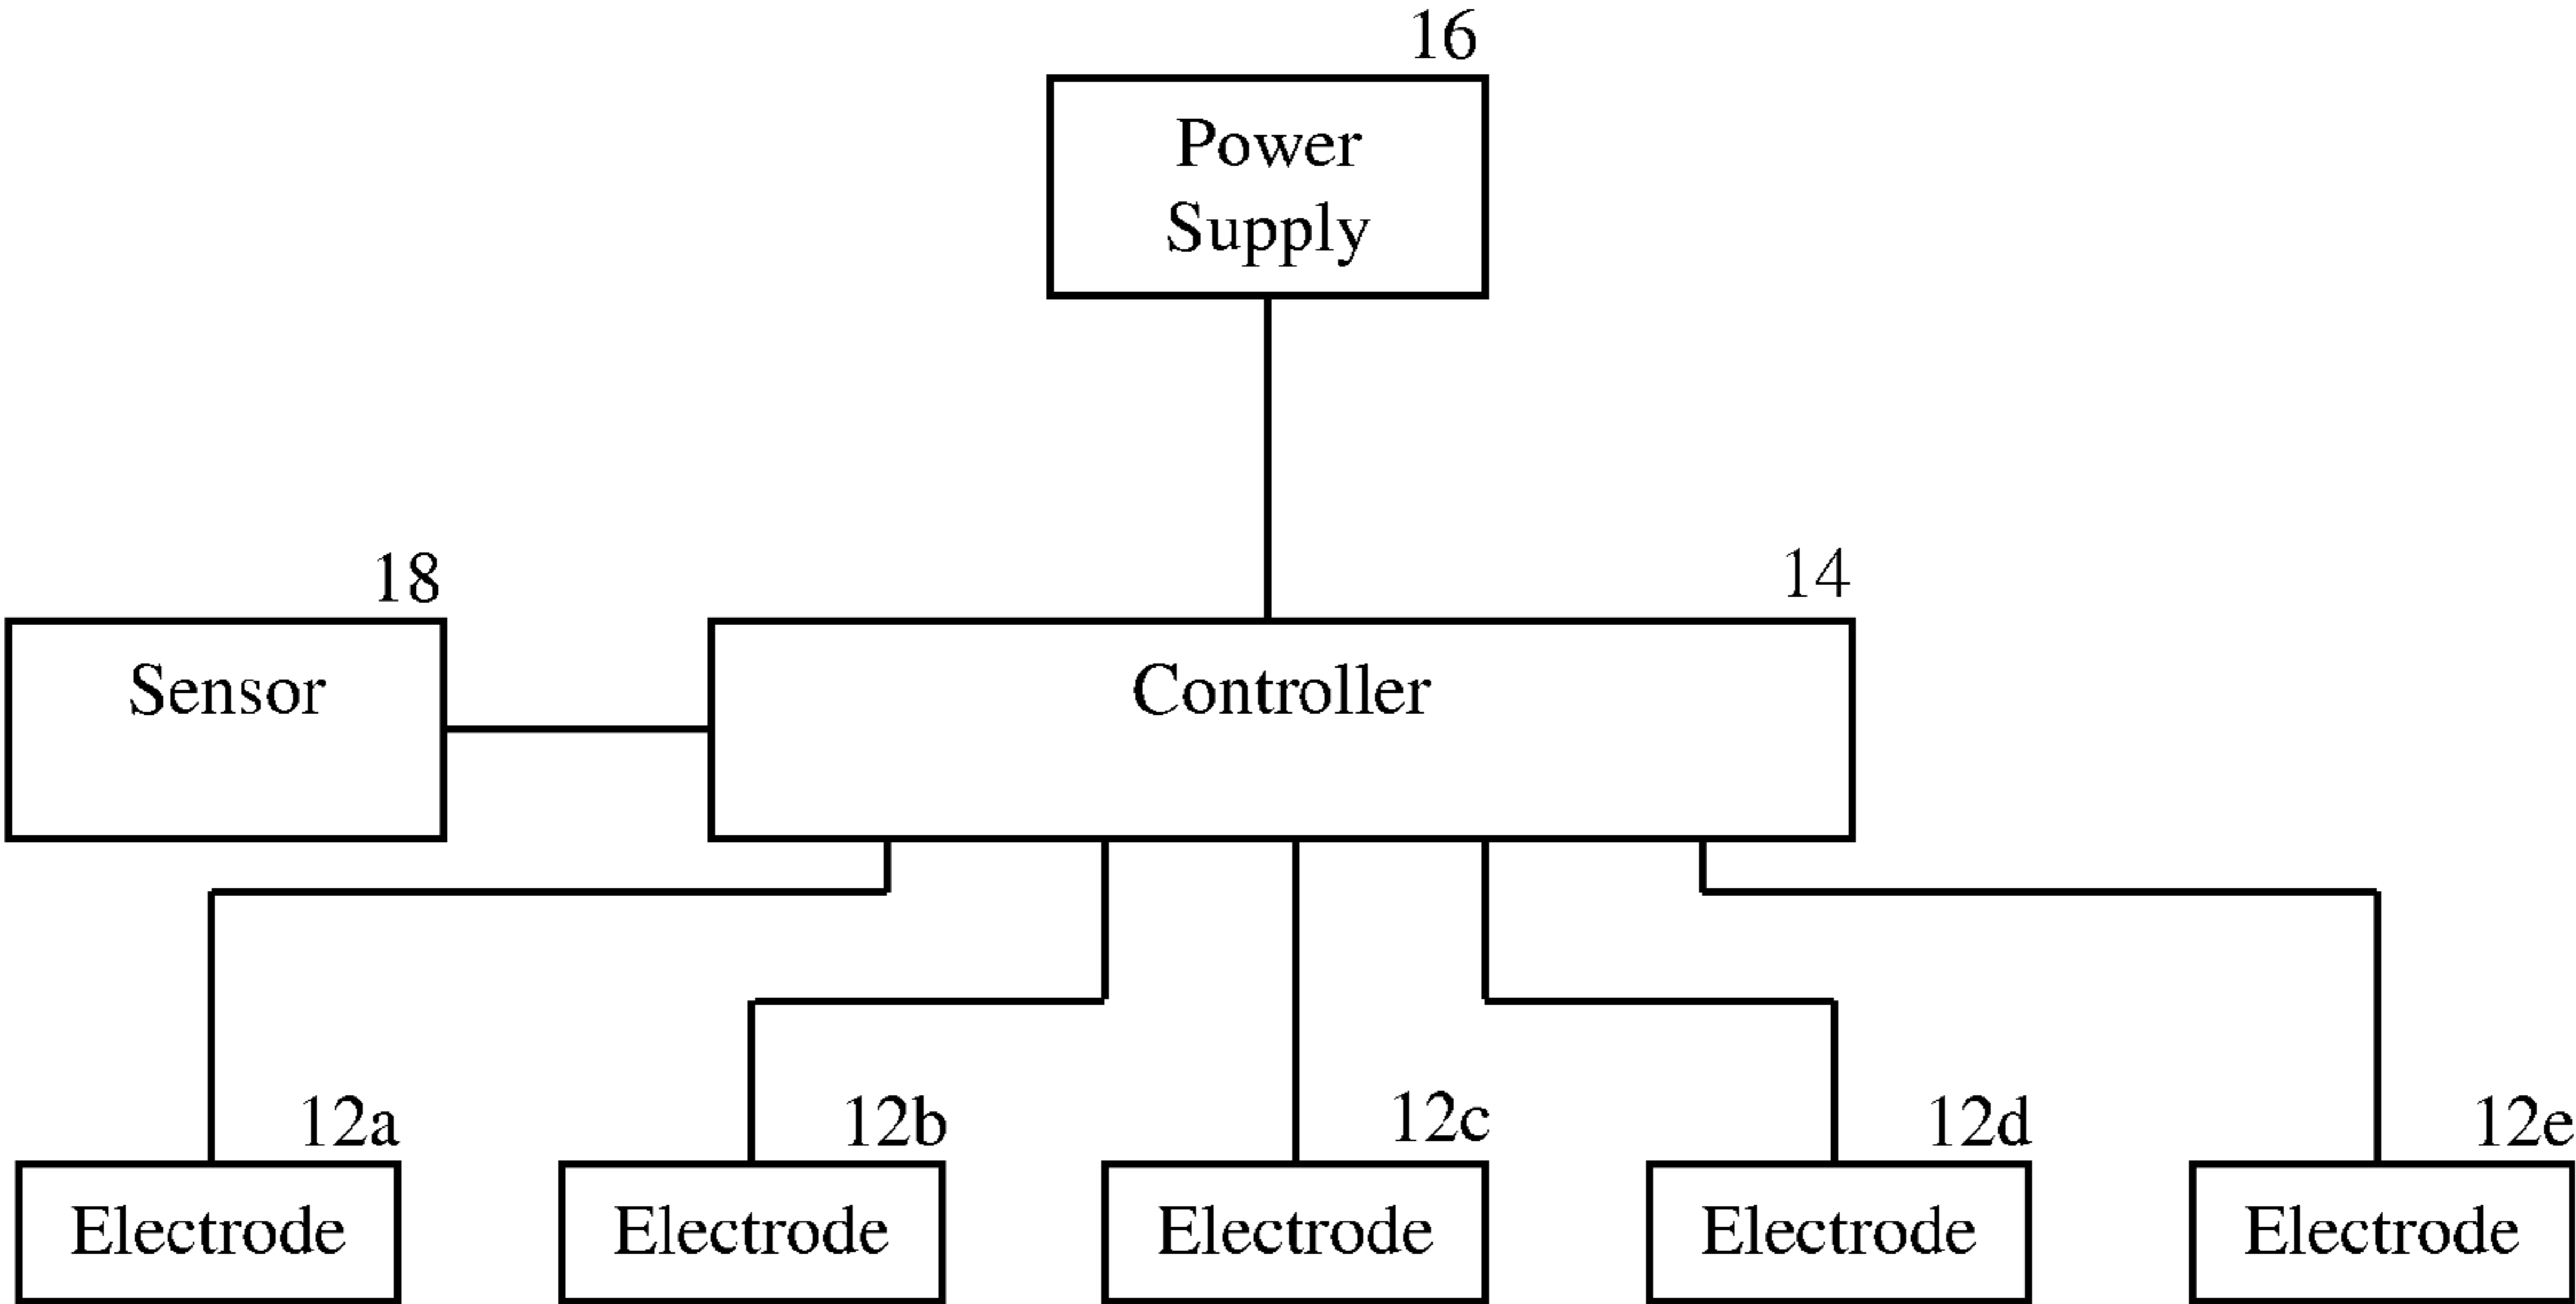 16
Power
Supply
18
14
Sensor
Controller
12a
12b
12c
12d
12e
Electrode
Electrode
Electrode
Electrode
Electrode